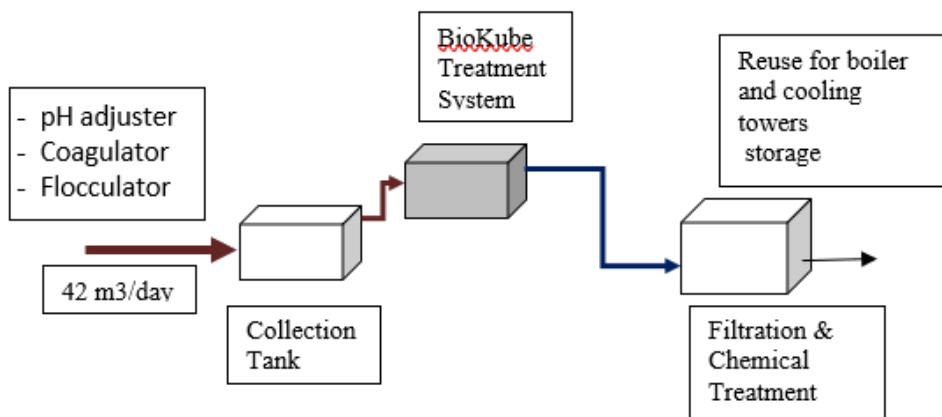 - pH adjuster
- Coagulator
- Flocculator
42 m3/day
Collection
Tank
BioKube
Treatment
System
Reuse for boiler
and cooling
towers
storage
Filtration &
Chemical
Treatment